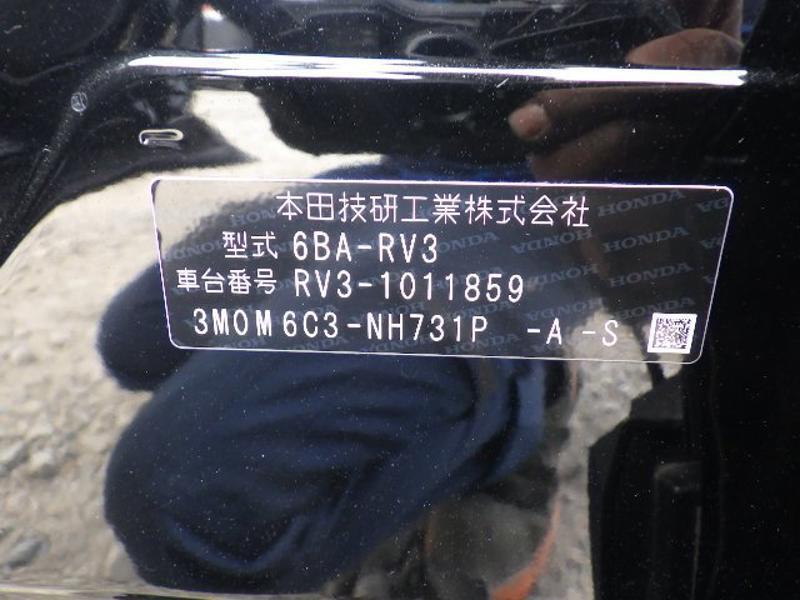 本田技研工業株式会社
型式 6BA-RV3
車台番号 RV3-1011859
3M0M6C3-NH731P -A -S